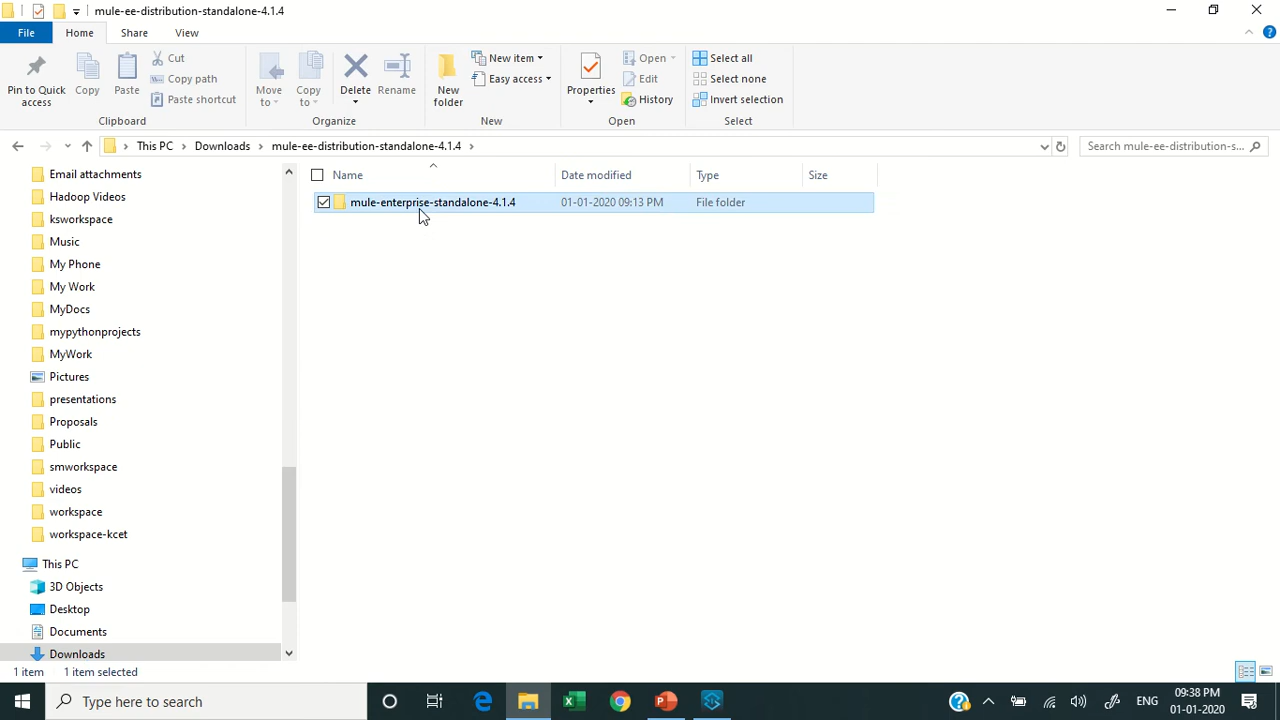 mule-ee-distribution-standalone-4.1.4
File Home Share View
Pin to Quick access
Copy
Paste
Cut
Copy path
Paste shortcut
Clipboard
Move to
Copy to
Delete
Rename
Organize
New folder
New item
Easy access
New
Properties
Open
Edit
History
Open
Select all
Select none
Invert selection
Select
This PC > Downloads > mule-ee-distribution-standalone-4.1.4 >
Search mule-ee-distribution-s...
Email attachments
Hadoop Videos
ksworkspace
Music
My Phone
My Work
MyDocs
mypythonprojects
MyWork
Pictures
presentations
Proposals
Public
smworkspace
videos
workspace
workspace-kcet
This PC
3D Objects
Desktop
Documents
Downloads
Name Date modified Type Size
mule-enterprise-standalone-4.1.4 01-01-2020 09:13 PM File folder
1 item 1 item selected
Type here to search
ENG
09:38 PM
01-01-2020